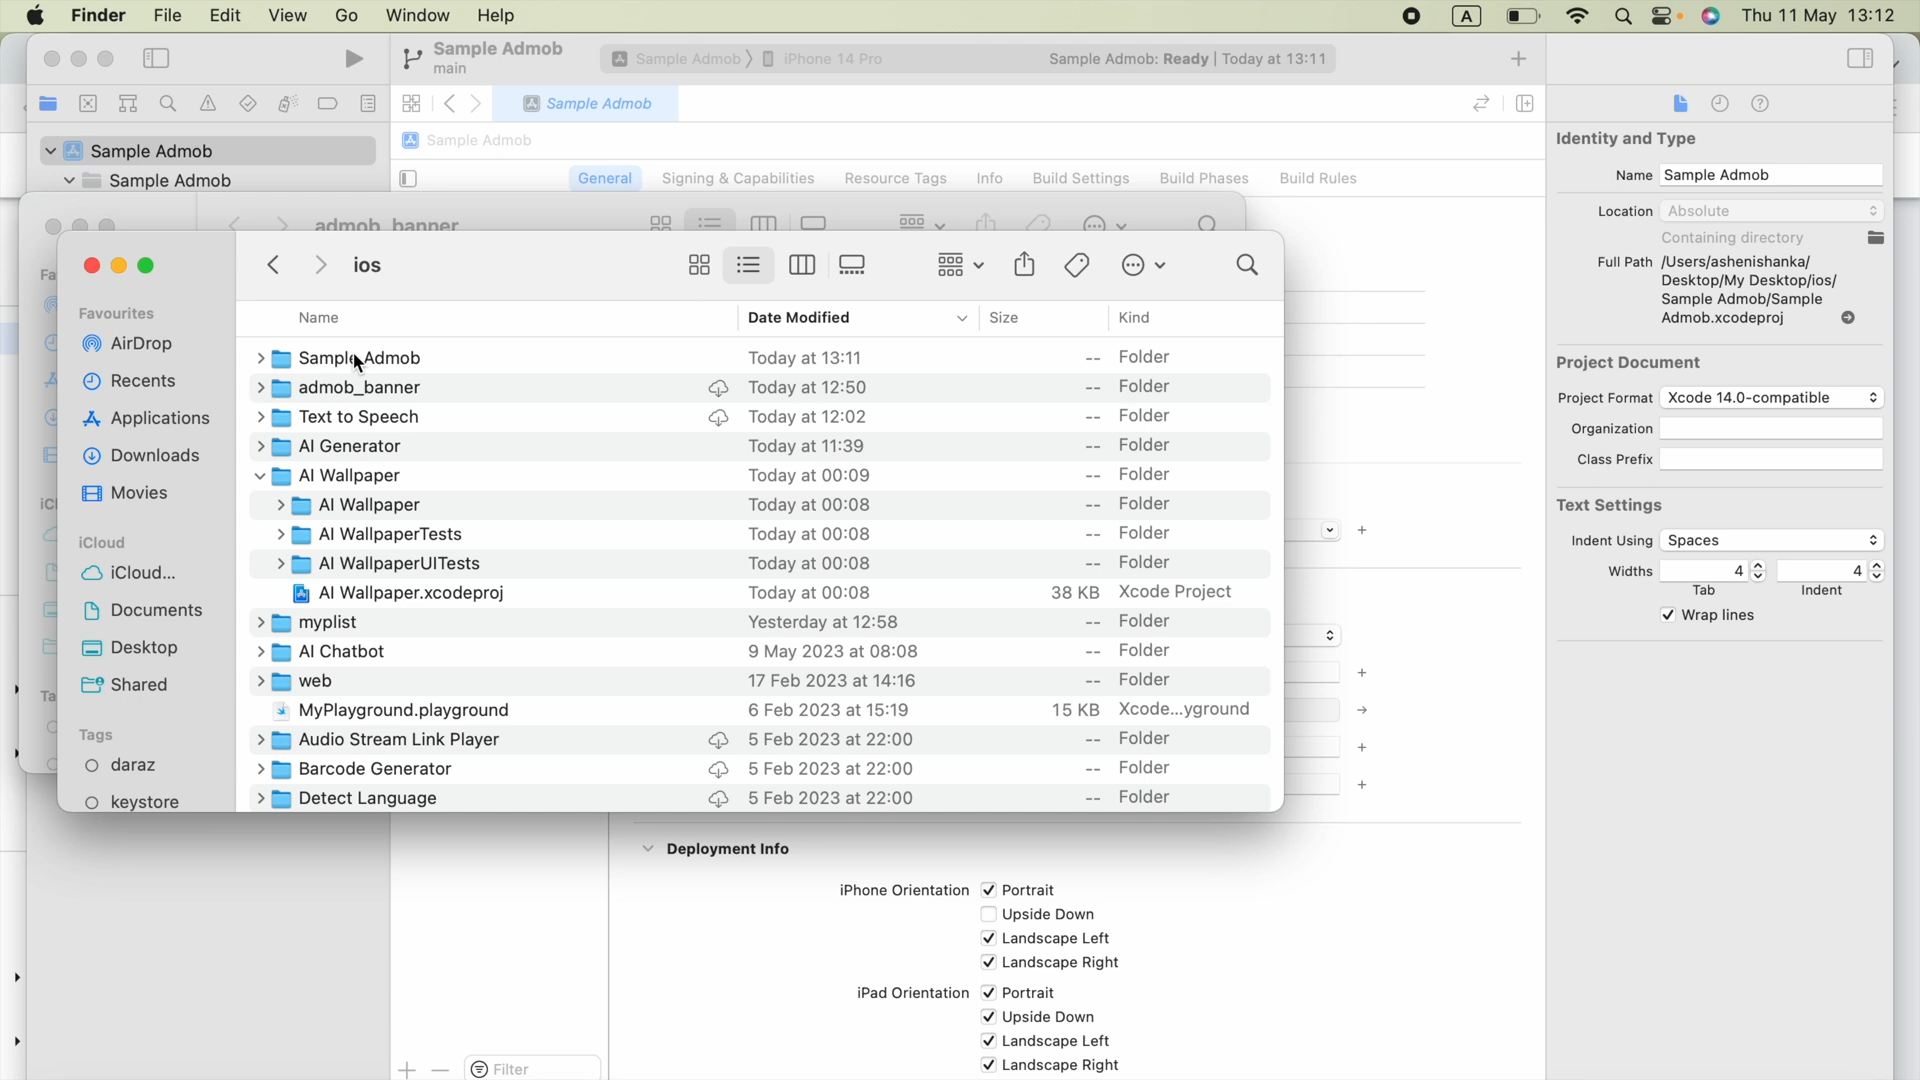 Finder File Edit View Go Window Help A Thu 11 May 13:12
Sample Admob
main
Sample Admob iPhone 14 Pro Sample Admob: Ready | Today at 13:11
Sample Admob
Sample Admob
Sample Admob
Sample Admob
General Signing & Capabilities Resource Tags Info Build Settings Build Phases Build Rules
admob_banner
ios
Favourites
AirDrop
Recents
Applications
Downloads
Movies
iCloud
iCloud...
Documents
Desktop
Shared
Tags
daraz
keystore
Name Date Modified Size Kind
Sample Admob Today at 13:11 -- Folder
admob_banner Today at 12:50 -- Folder
Text to Speech Today at 12:02 -- Folder
AI Generator Today at 11:39 -- Folder
AI Wallpaper Today at 00:09 -- Folder
AI Wallpaper Today at 00:08 -- Folder
AI WallpaperTests Today at 00:08 -- Folder
AI WallpaperUITests Today at 00:08 -- Folder
AI Wallpaper.xcodeproj Today at 00:08 38 KB Xcode Project
myplist Yesterday at 12:58 -- Folder
AI Chatbot 9 May 2023 at 08:08 -- Folder
web 17 Feb 2023 at 14:16 -- Folder
MyPlayground.playground 6 Feb 2023 at 15:19 15 KB Xcode...yground
Audio Stream Link Player 5 Feb 2023 at 22:00 -- Folder
Barcode Generator 5 Feb 2023 at 22:00 -- Folder
Detect Language 5 Feb 2023 at 22:00 -- Folder
Deployment Info
iPhone Orientation Portrait
Upside Down
Landscape Left
Landscape Right
iPad Orientation Portrait
Upside Down
Landscape Left
Landscape Right
Filter
Identity and Type
Name Sample Admob
Location Absolute
Containing directory
Full Path /Users/ashenishanka/
Desktop/My Desktop/ios/
Sample Admob/Sample
Admob.xcodeproj
Project Document
Project Format Xcode 14.0-compatible
Organization
Class Prefix
Text Settings
Indent Using Spaces
Widths 4 4
Tab Indent
Wrap lines